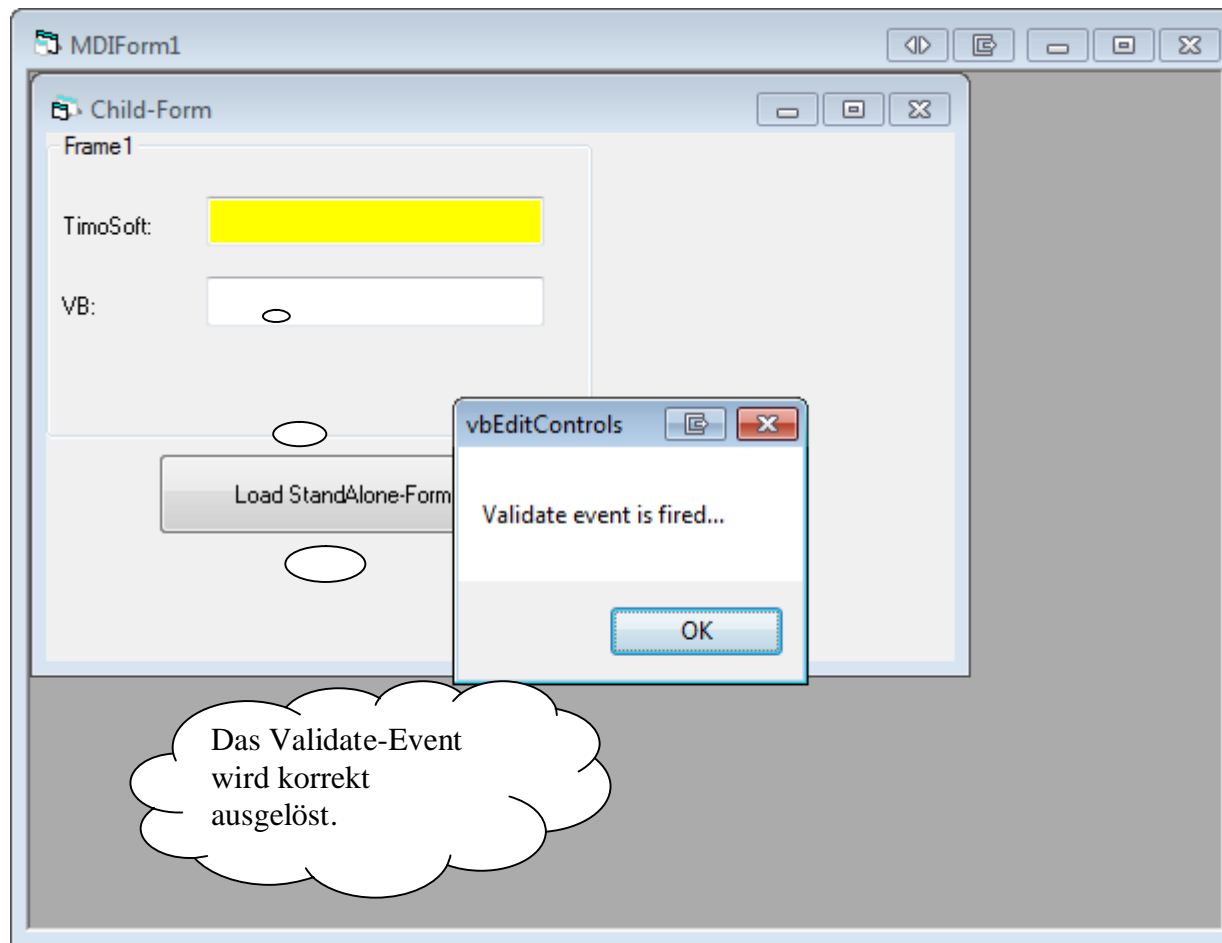 MDIForm1
Child-Form
Frame1
TimoSoft:
VB:
vbEditControls
Load StandAlone-Form
Validate event is fired...
OK
Das Validate-Event
wird korrekt
ausgelöst.